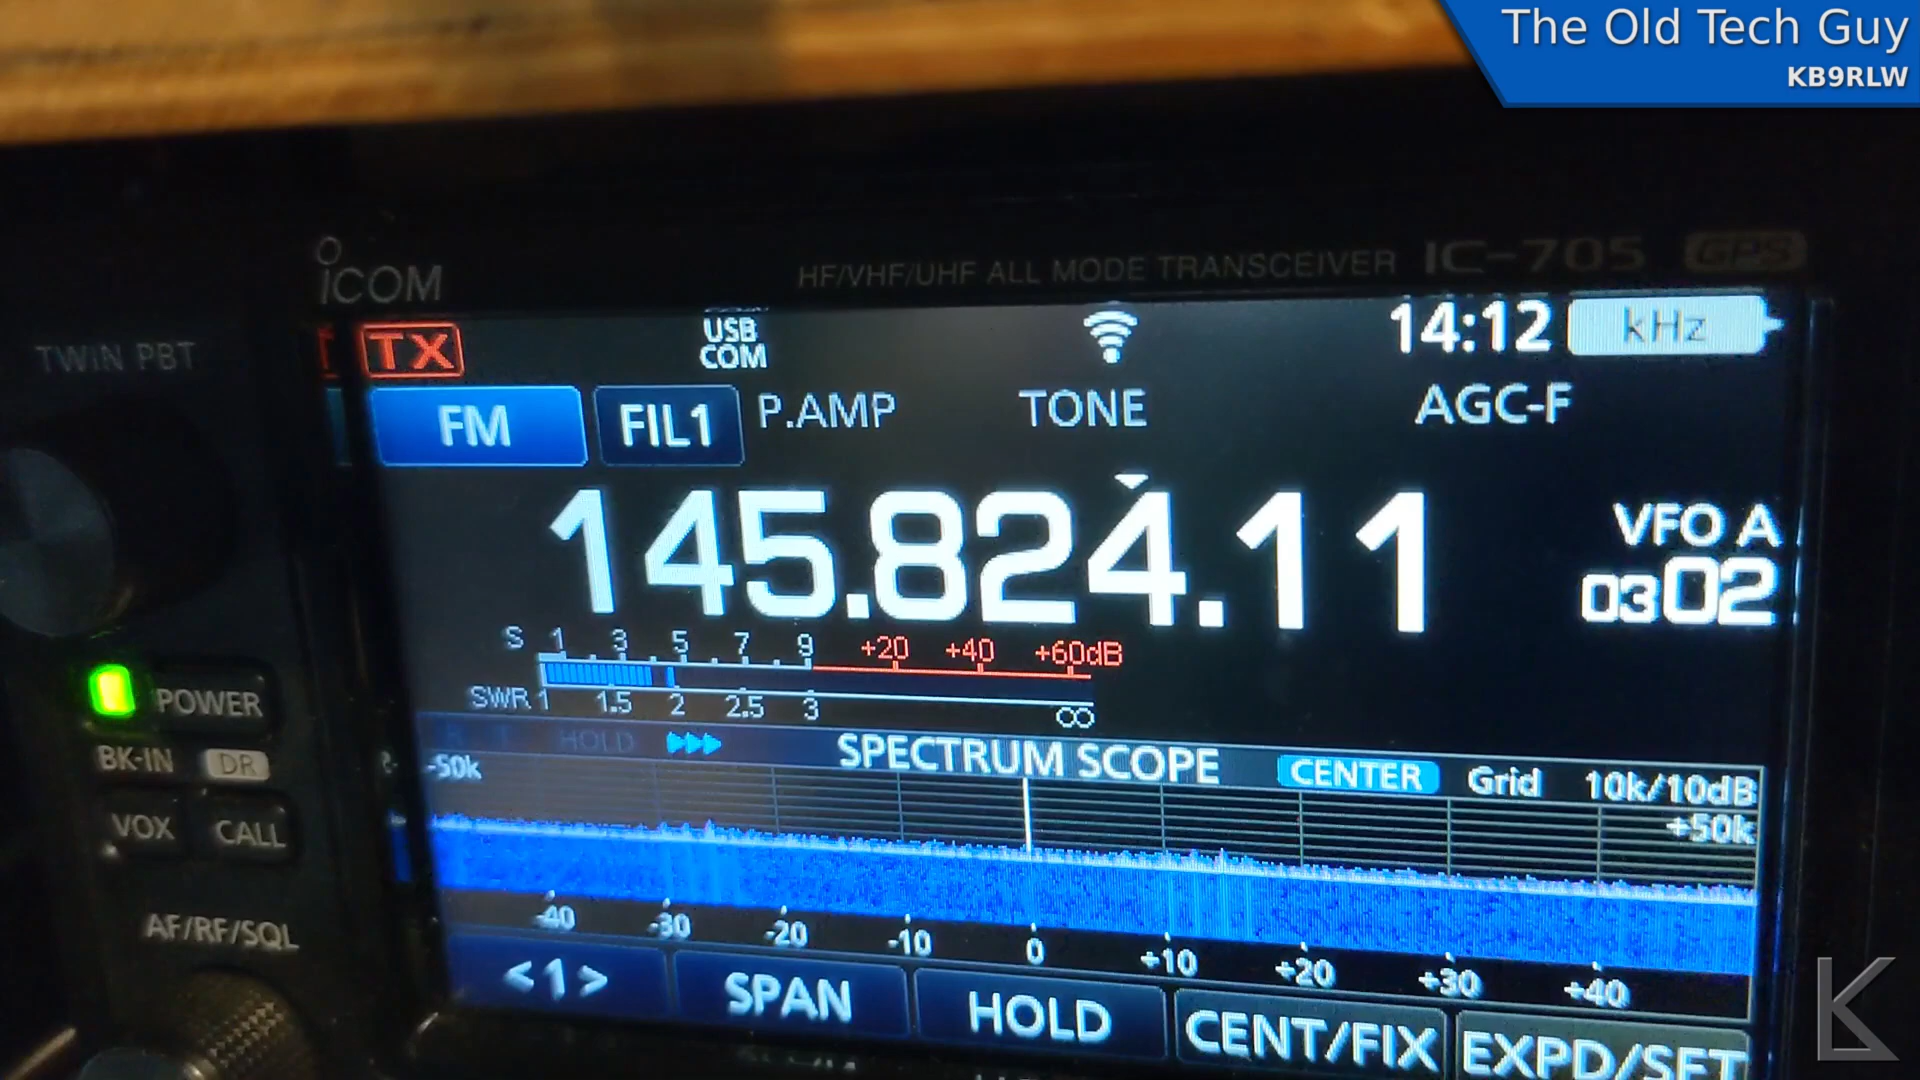 The Old Tech Guy
KB9RLW
ICOM
HF/VHF/UHF ALL MODE TRANSCEIVER IC-705 GPS
TWIN PBT
TX
USB COM
14:12
kHz
FM FIL1 P.AMP TONE AGC-F
145.824.11
VFO A
0302
S 1 3 5 7 9 +20 +40 +60dB
SWR 1 1.5 2 2.5 3 ∞
POWER
BK-IN DR
VOX CALL
AF/RF/SQL
HOLD SPECTRUM SCOPE CENTER Grid 10k/10dB
-50k +50k
-40 -30 -20 -10 0 +10 +20 +30 +40
<1> SPAN HOLD CENT/FIX EXPD/SET
K